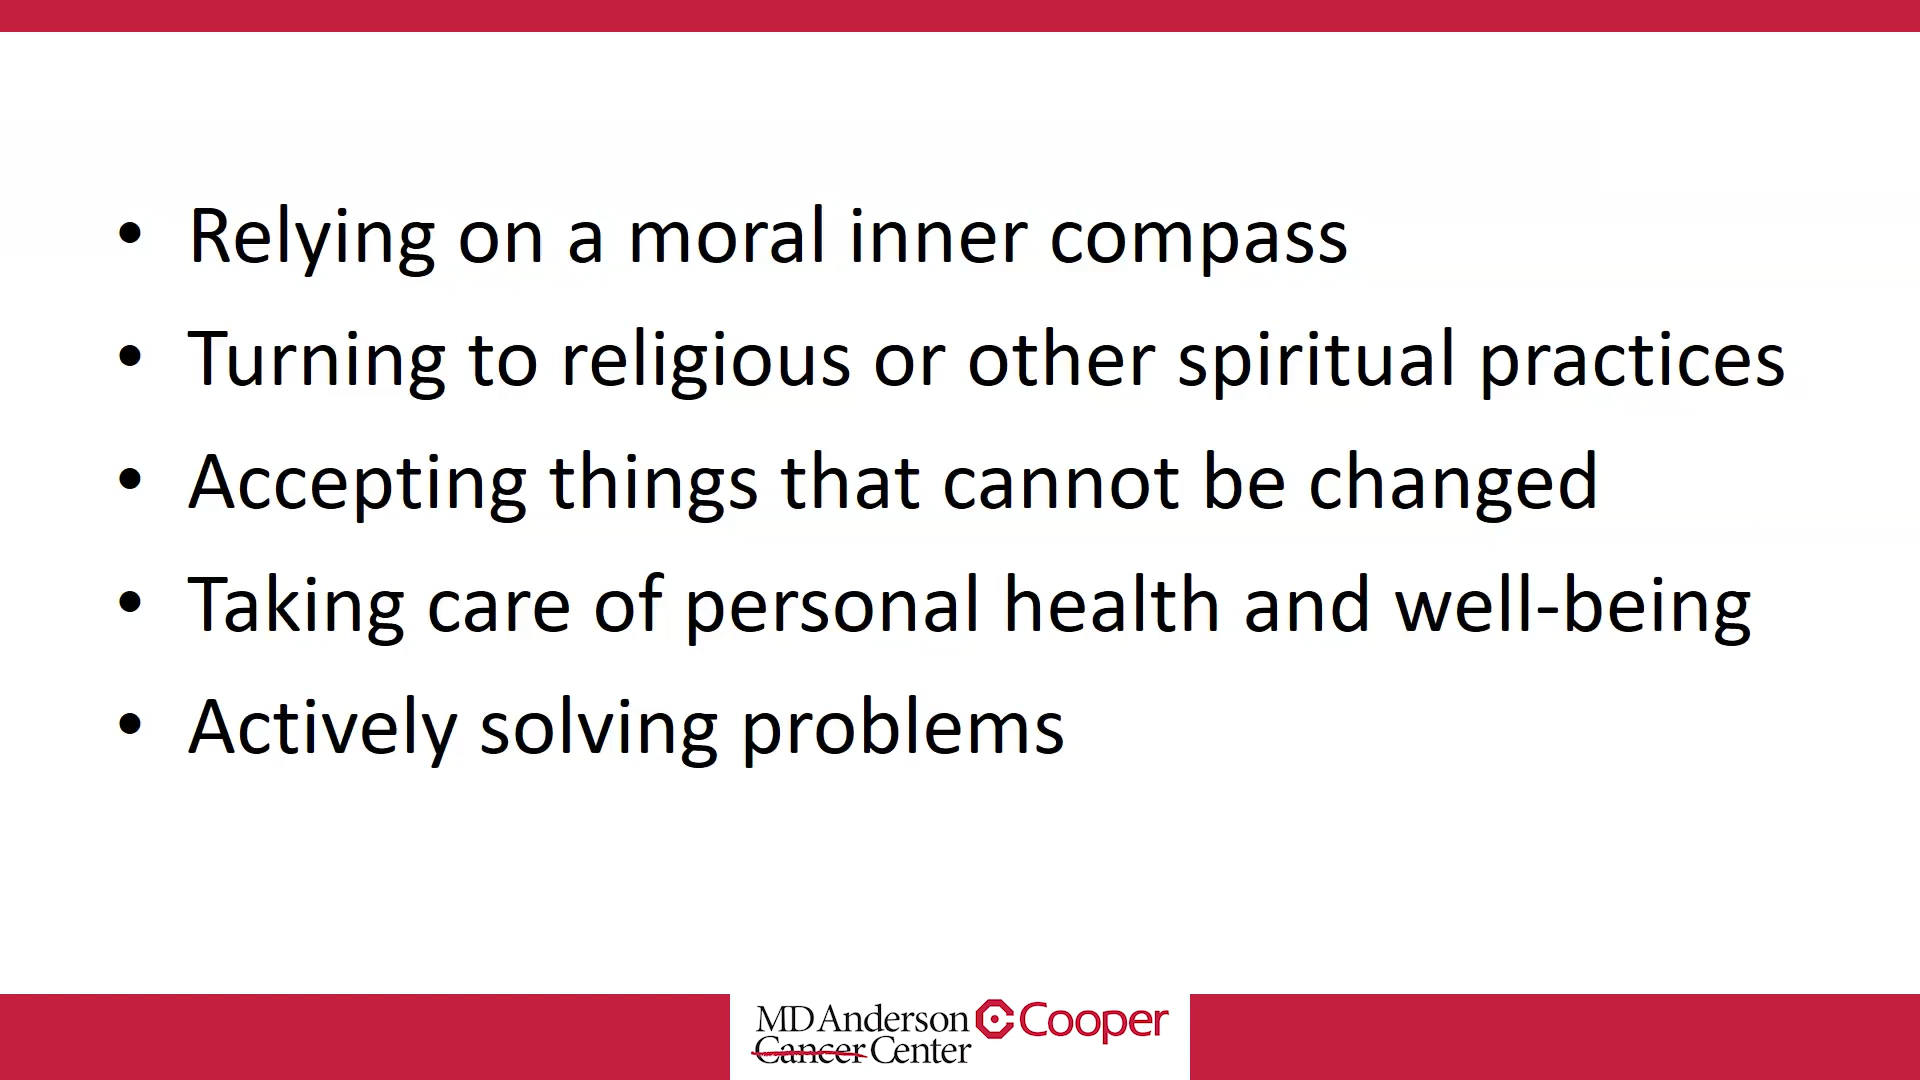 • Relying on a moral inner compass
• Turning to religious or other spiritual practices
• Accepting things that cannot be changed
• Taking care of personal health and well-being
• Actively solving problems
MD Anderson Cooper
Cancer Center